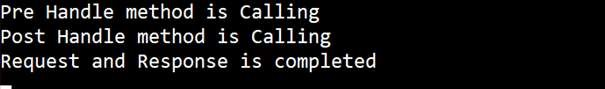 Pre Handle method is Calling
Post Handle method is Calling
Request and Response is completed